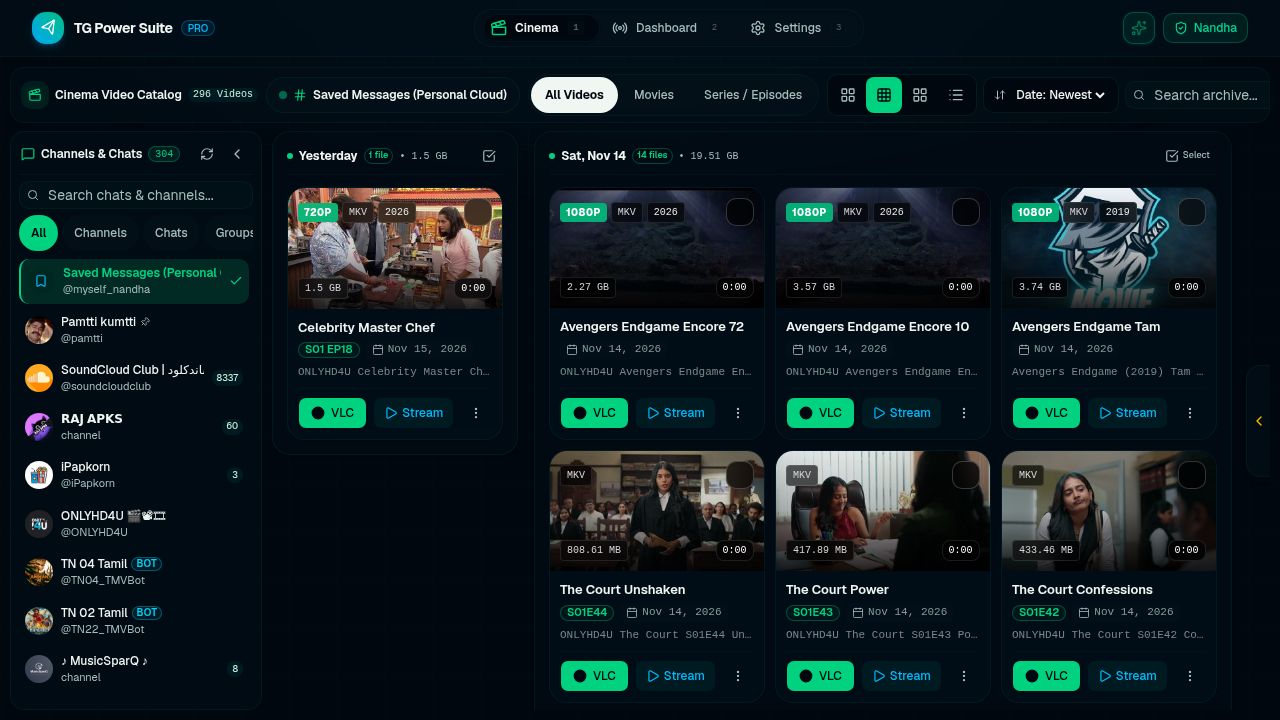 TG Power Suite PRO
Cinema 1
Dashboard 2
Settings 3
Nandha
Cinema Video Catalog 296 Videos
Saved Messages (Personal Cloud)
All Videos
Movies
Series / Episodes
Date: Newest
Search archive...
Channels & Chats 304
Search chats & channels...
All
Channels
Chats
Groups
Saved Messages (Personal
@myself_nandha
Pamtti kumtti
@pamtti
SoundCloud Club |
@soundcloudclub
8337
RAJ APKS
channel
60
iPapkorn
@iPapkorn
3
ONLYHD4U
@ONLYHD4U
TN 04 Tamil BOT
@TN04_TMVBot
TN 02 Tamil BOT
@TN22_TMVBot
♪ MusicSparQ ♪
channel
8
Yesterday 1 file • 1.5 GB
720P MKV 2026
1.5 GB 0:00
Celebrity Master Chef
S01 EP18 Nov 15, 2026
ONLYHD4U Celebrity Master Ch…
VLC Stream
Sat, Nov 14 14 files • 19.51 GB
Select
1080P MKV 2026
2.27 GB 0:00
Avengers Endgame Encore 72
Nov 14, 2026
ONLYHD4U Avengers Endgame En…
VLC Stream
1080P MKV 2026
3.57 GB 0:00
Avengers Endgame Encore 10
Nov 14, 2026
ONLYHD4U Avengers Endgame En…
VLC Stream
1080P MKV 2019
MOVIE
3.74 GB 0:00
Avengers Endgame Tam
Nov 14, 2026
Avengers Endgame (2019) Tam …
VLC Stream
MKV
808.61 MB 0:00
The Court Unshaken
S01E44 Nov 14, 2026
ONLYHD4U The Court S01E44 Un…
VLC Stream
MKV
417.89 MB 0:00
The Court Power
S01E43 Nov 14, 2026
ONLYHD4U The Court S01E43 Po…
VLC Stream
MKV
433.46 MB 0:00
The Court Confessions
S01E42 Nov 14, 2026
ONLYHD4U The Court S01E42 Co…
VLC Stream